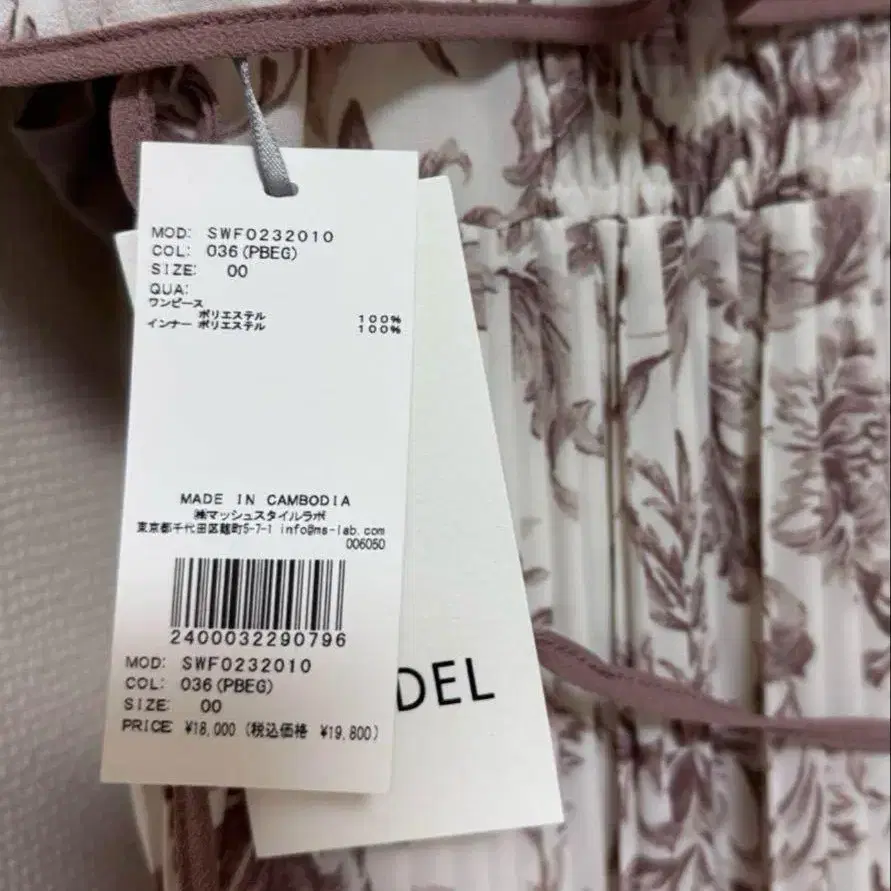 MOD: SWF0232010
COL: 036(PBEG)
SIZE: 00
QUA:
ワンピース
ポリエステル 100%
インナー ポリエステル 100%
MADE IN CAMBODIA
㈱マッシュスタイルラボ
東京都千代田区麹町5-7-1 info@ms-lab.com
006050
2400032290796
MOD: SWF0232010
COL: 036(PBEG)
SIZE: 00
PRICE ¥18,000 (税込価格 ¥19,800)
DEL